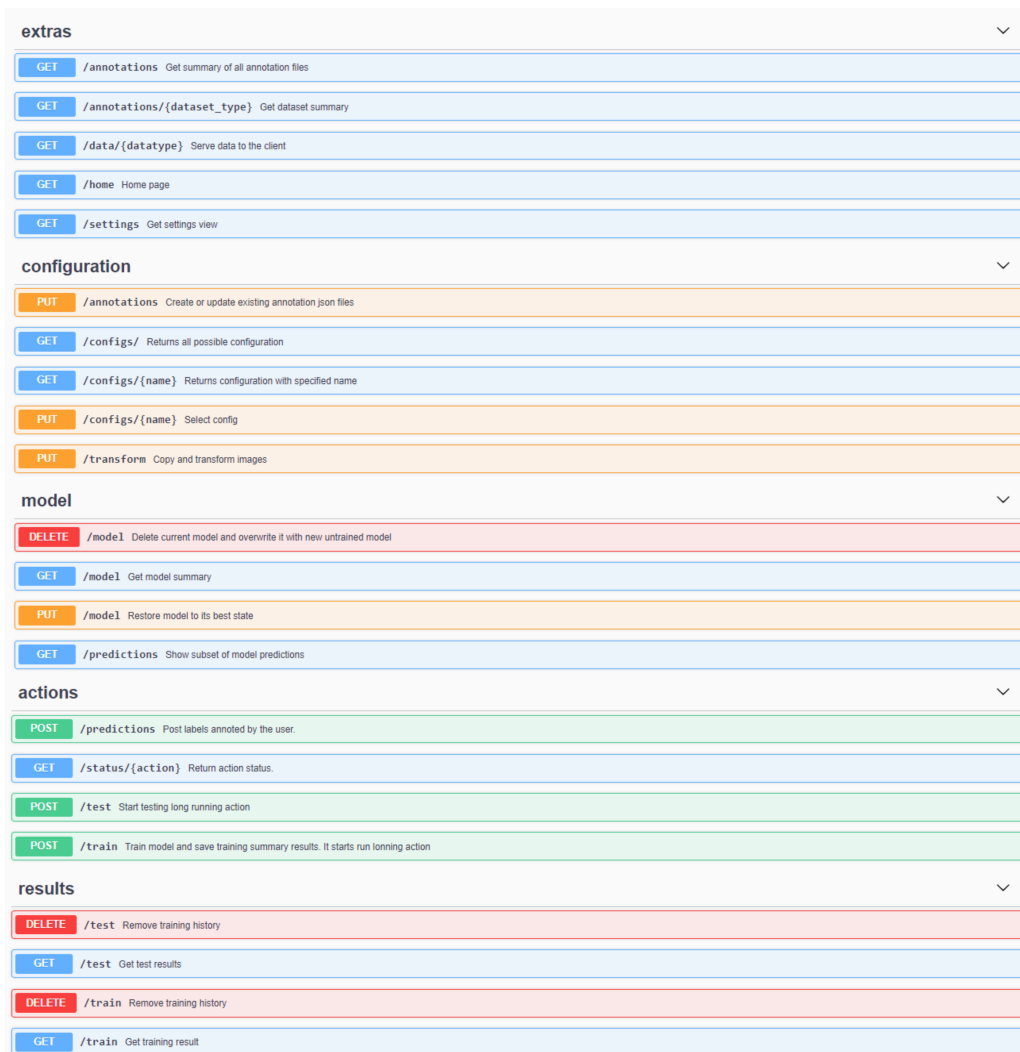 extras
GET /annotations Get summary of all annotation files
GET /annotations/{dataset_type} Get dataset summary
GET /data/{datatype} Serve data to the client
GET /home Home page
GET /settings Get settings view
configuration
PUT /annotations Create or update existing annotation json files
GET /configs/ Returns all possible configuration
GET /configs/{name} Returns configuration with specified name
PUT /configs/{name} Select config
PUT /transform Copy and transform images
model
DELETE /model Delete current model and overwrite it with new untrained model
GET /model Get model summary
PUT /model Restore model to its best state
GET /predictions Show subset of model predictions
actions
POST /predictions Post labels annoted by the user.
GET /status/{action} Return action status.
POST /test Start testing long running action
POST /train Train model and save training summary results. It starts run lonning action
results
DELETE /test Remove training history
GET /test Get test results
DELETE /train Remove training history
GET /train Get training result